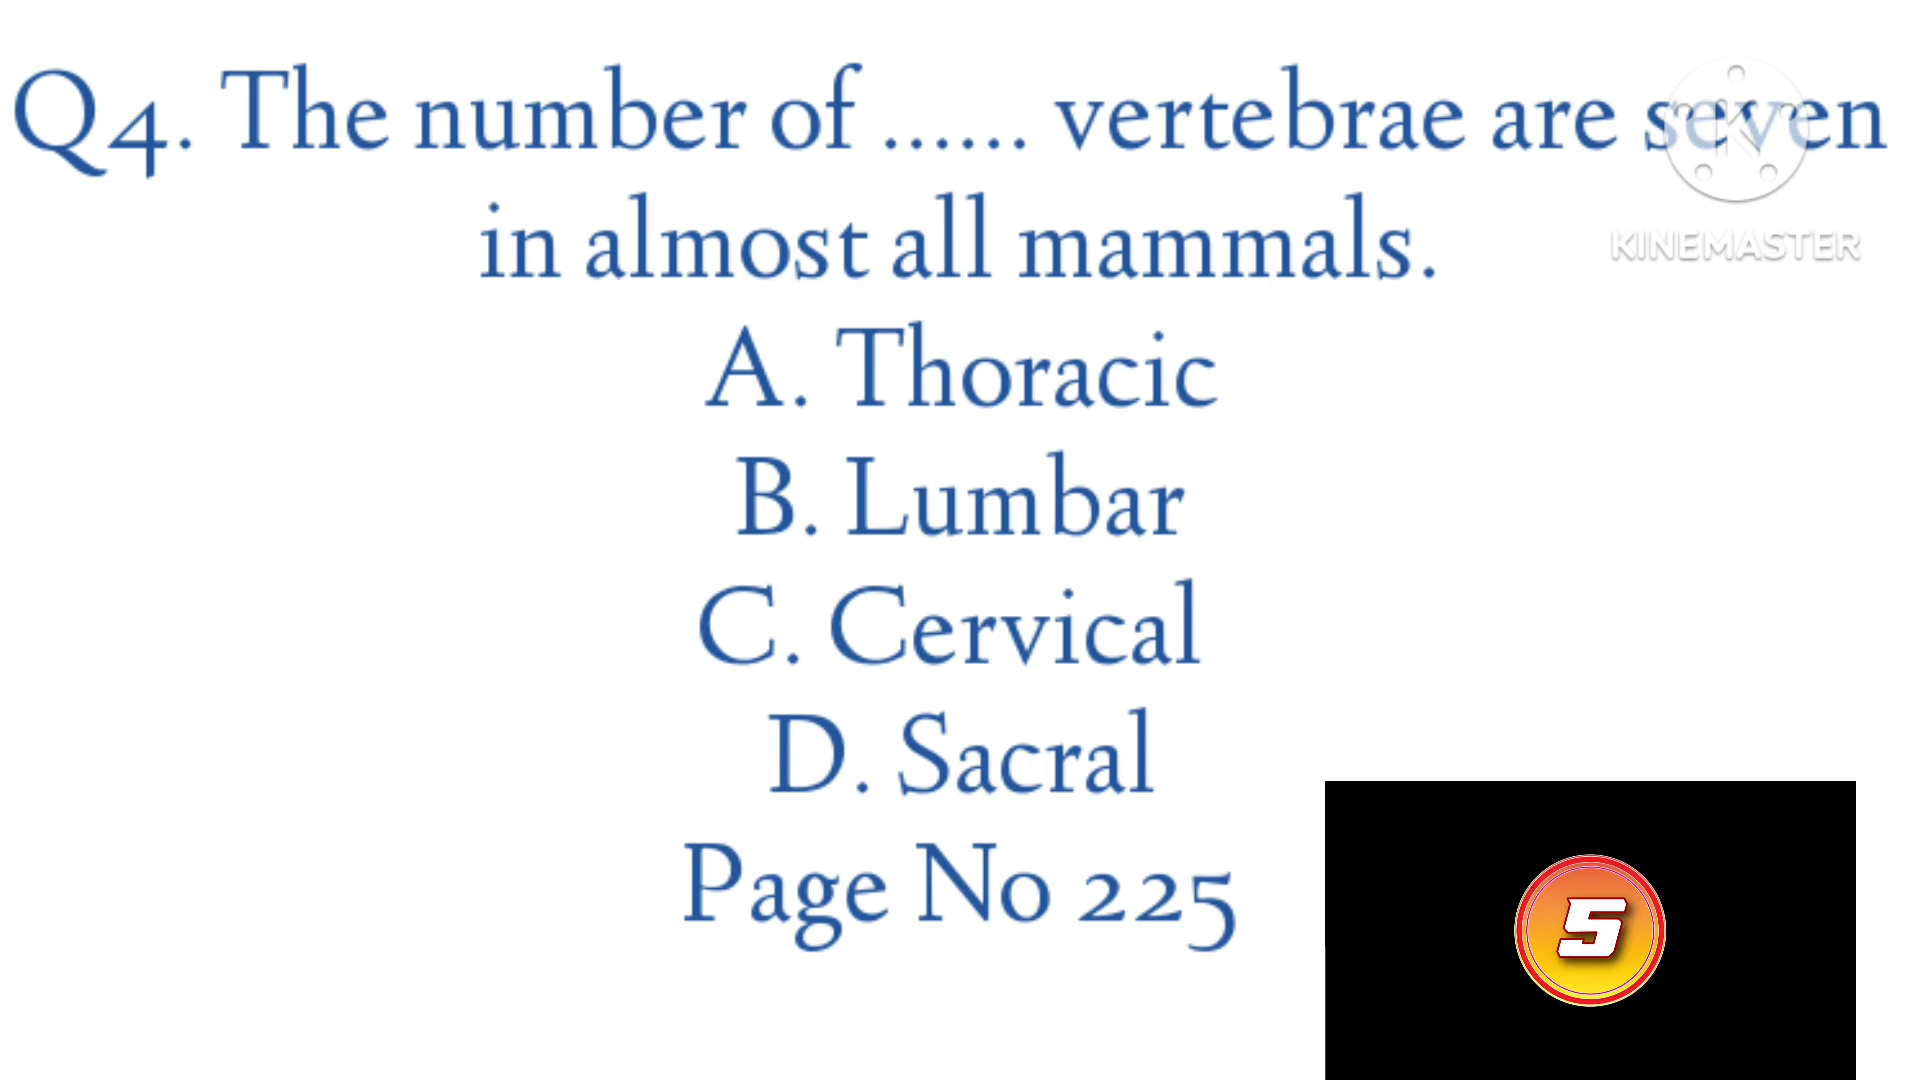 Q4. The number of ...... vertebrae are seven
in almost all mammals.
A. Thoracic
B. Lumbar
C. Cervical
D. Sacral
Page No 225
KINEMASTER
5